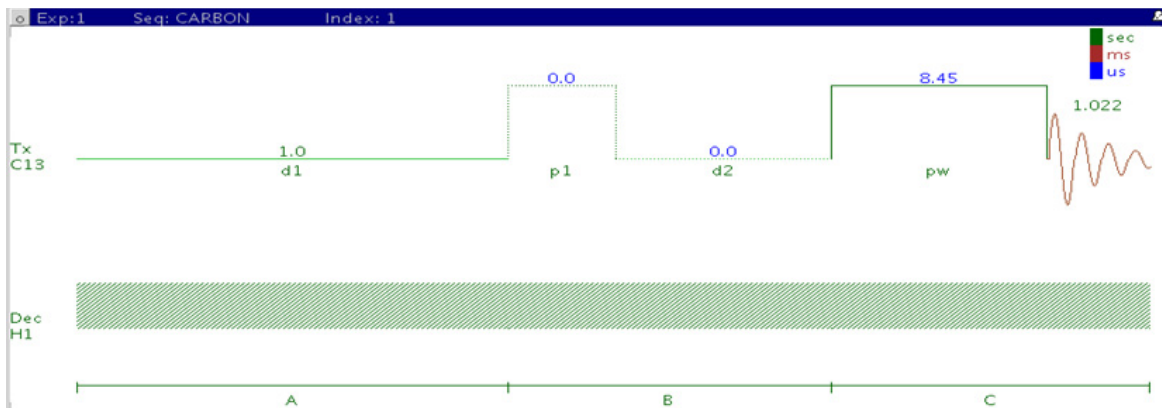 Exp:1 Seq: CARBON Index: 1
sec
ms
us
0.0
8.45
1.022
Tx
C13
1.0
0.0
d1
p1
d2
pw
Dec
H1
A
B
C